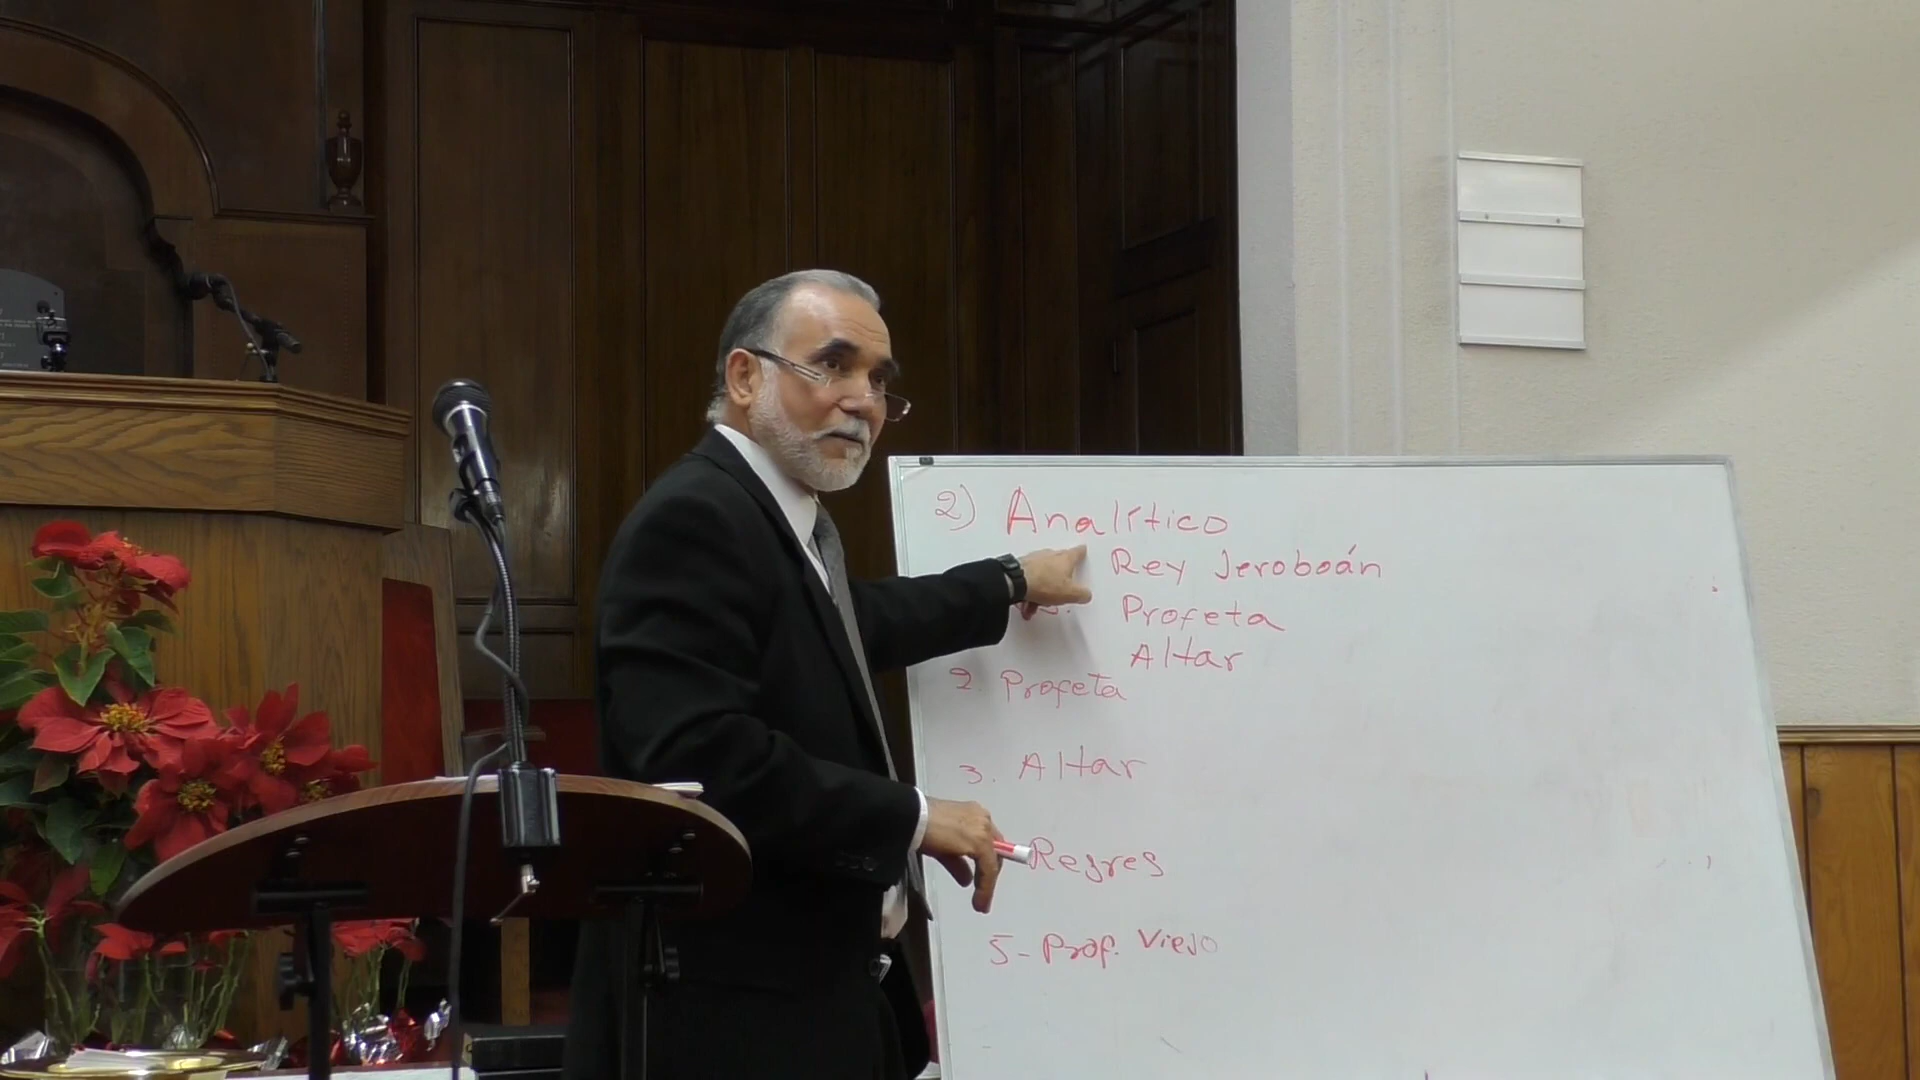 2) Analítico
Rey Jeroboán
Profeta
Altar
2. Profeta
3. Altar
Regres
5- Prof. Viejo